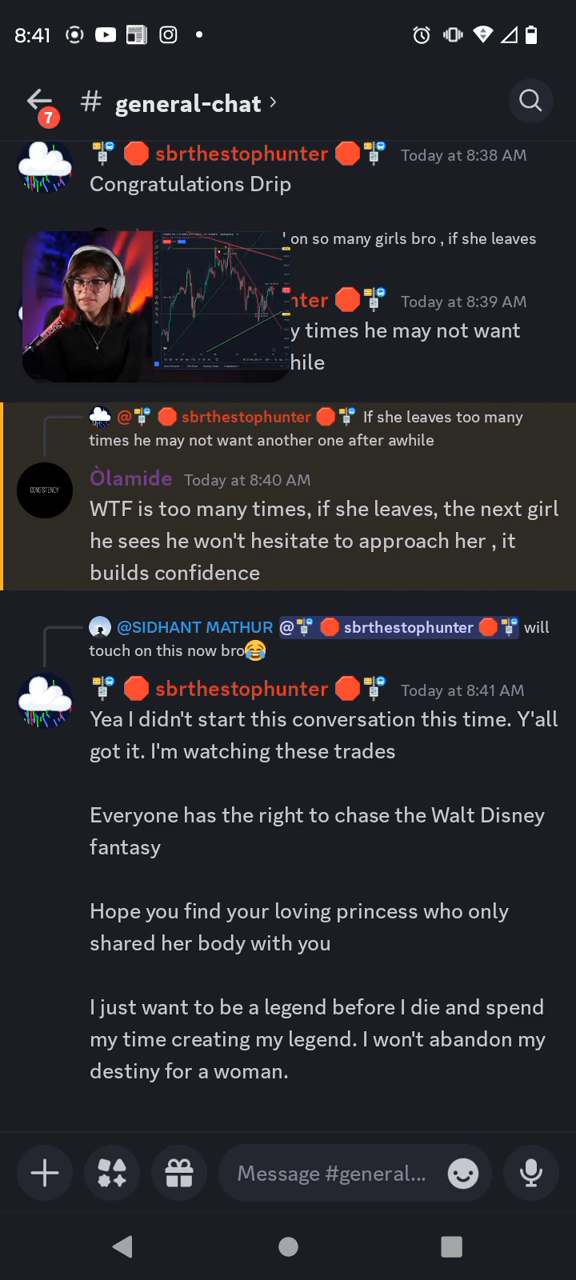 8:41
7
# general-chat >
🚏 🛑 sbrthestophunter 🛑🚏 Today at 8:38 AM
Congratulations Drip
on so many girls bro , if she leaves
nter 🛑🚏 Today at 8:39 AM
y times he may not want
hile
@🚏 🛑 sbrthestophunter 🛑🚏 If she leaves too many
times he may not want another one after awhile
CONSISTENCY
Òlamide Today at 8:40 AM
WTF is too many times, if she leaves, the next girl
he sees he won't hesitate to approach her , it
builds confidence
@SIDHANT MATHUR @🚏 🛑 sbrthestophunter 🛑🚏 will
touch on this now bro😂
🚏 🛑 sbrthestophunter 🛑🚏 Today at 8:41 AM
Yea I didn't start this conversation this time. Y'all
got it. I'm watching these trades
Everyone has the right to chase the Walt Disney
fantasy
Hope you find your loving princess who only
shared her body with you
I just want to be a legend before I die and spend
my time creating my legend. I won't abandon my
destiny for a woman.
Message #general...